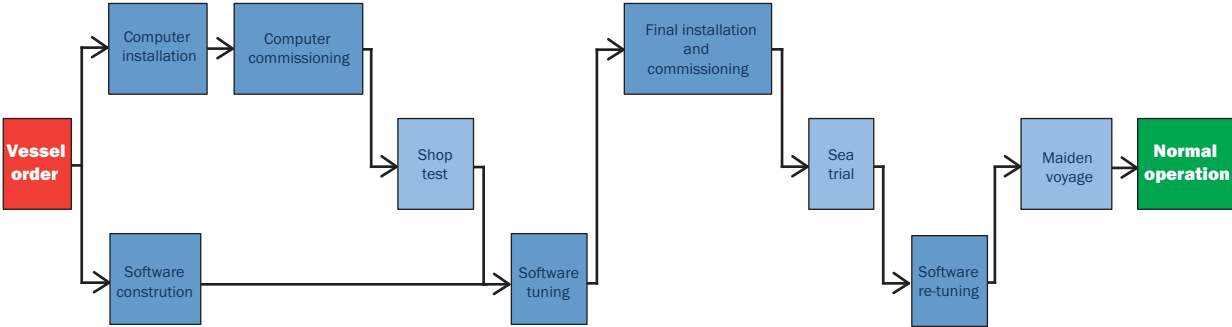 Vessel
order
Computer
installation
Computer
commissioning
Shop
test
Software
constrution
Software
tuning
Final installation
and
commissioning
Sea
trial
Software
re-tuning
Maiden
voyage
Normal
operation